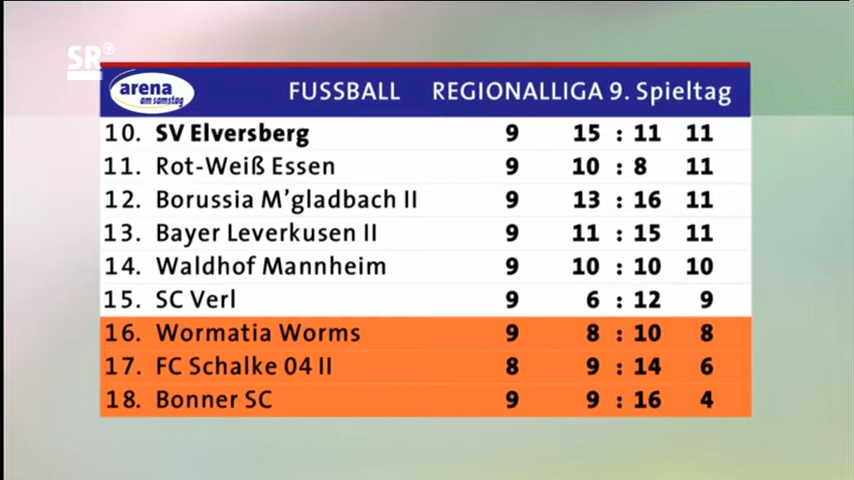 SR
arena
am samstag
FUSSBALL REGIONALLIGA 9. Spieltag
10. SV Elversberg 9 15 : 11 11
11. Rot-Weiß Essen 9 10 : 8 11
12. Borussia M'gladbach II 9 13 : 16 11
13. Bayer Leverkusen II 9 11 : 15 11
14. Waldhof Mannheim 9 10 : 10 10
15. SC Verl 9 6 : 12 9
16. Wormatia Worms 9 8 : 10 8
17. FC Schalke 04 II 8 9 : 14 6
18. Bonner SC 9 9 : 16 4